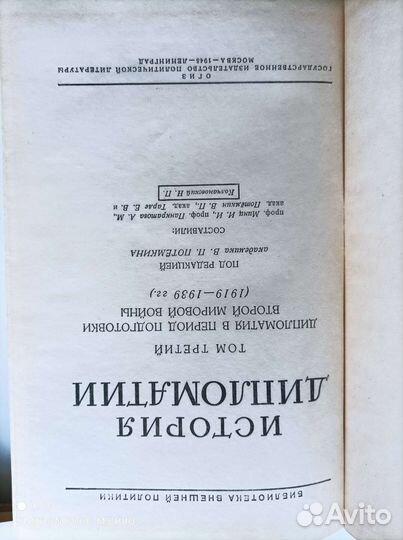 БИБЛИОТЕКА ВНЕШНЕЙ ПОЛИТИКИ
ИСТОРИЯ
ДИПЛОМАТИИ
ТОМ ТРЕТИЙ
ДИПЛОМАТИЯ В ПЕРИОД ПОДГОТОВКИ
ВТОРОЙ МИРОВОЙ ВОЙНЫ
(1919—1939 гг.)
ПОД РЕДАКЦИЕЙ
академика В. П. ПОТЕМКИНА
СОСТАВИЛИ:
проф. Минц И. И., проф. Панкратова А. М.,
акад. Потемкин В. П., акад. Тарле Е. В. и
Колчановский Н. П.
ОГИЗ
ГОСУДАРСТВЕННОЕ ИЗДАТЕЛЬСТВО ПОЛИТИЧЕСКОЙ ЛИТЕРАТУРЫ
МОСКВА—1945—ЛЕНИНГРАД
Avito